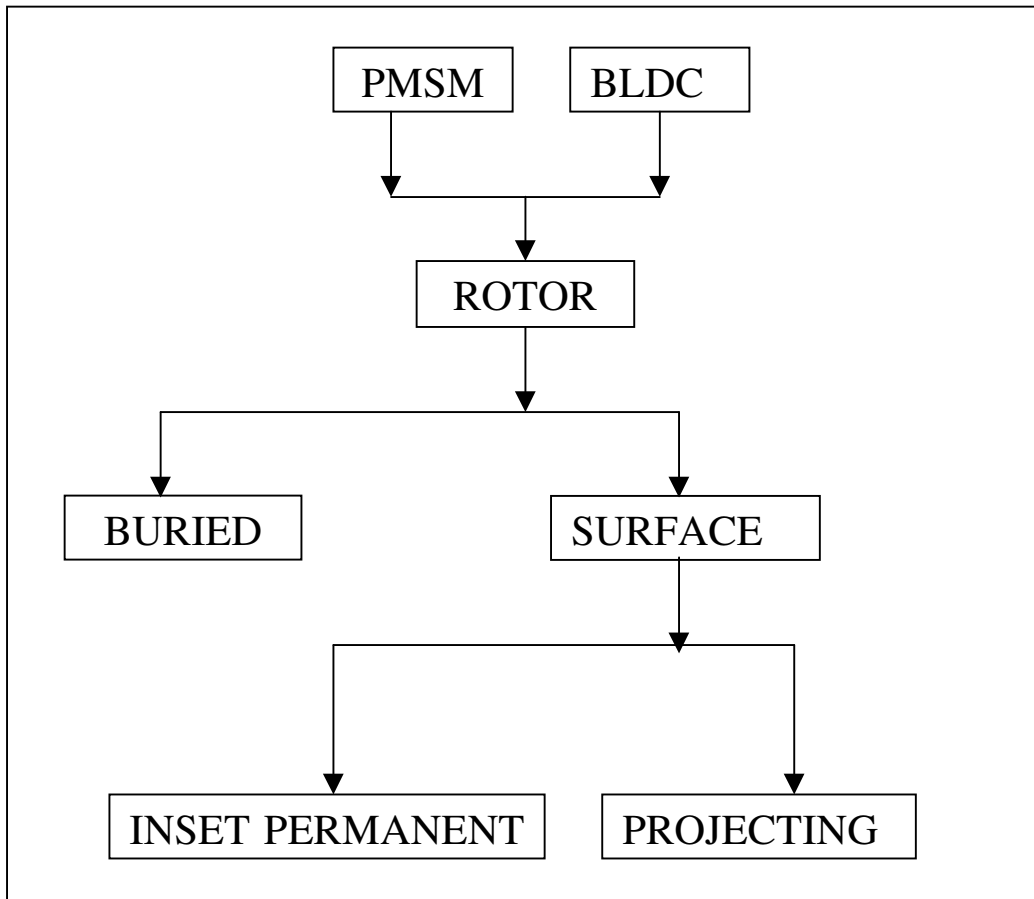 PMSM
BLDC
ROTOR
BURIED
SURFACE
INSET PERMANENT
PROJECTING